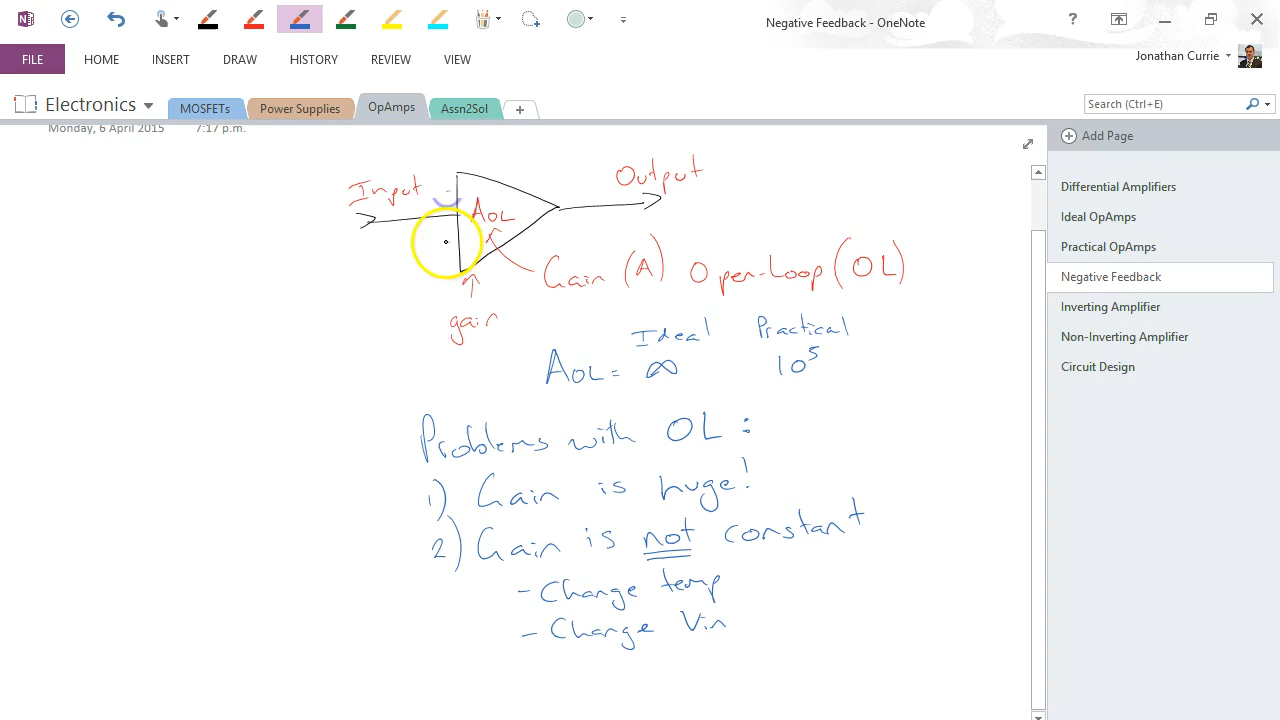 Negative Feedback - OneNote
?
FILE HOME INSERT DRAW HISTORY REVIEW VIEW
Jonathan Currie
Electronics
MOSFETs Power Supplies OpAmps Assn2Sol +
Search (Ctrl+E)
Monday, 6 April 2015 7:17 p.m.
Add Page
Differential Amplifiers
Ideal OpAmps
Practical OpAmps
Negative Feedback
Inverting Amplifier
Non-Inverting Amplifier
Circuit Design
Input
Output
AOL
Gain (A) Open-Loop (OL)
gain
Ideal Practical
AOL = ∞ 10⁵
Problems with OL :
1) Gain is huge!
2) Gain is not constant
- Change temp
- Change Vin